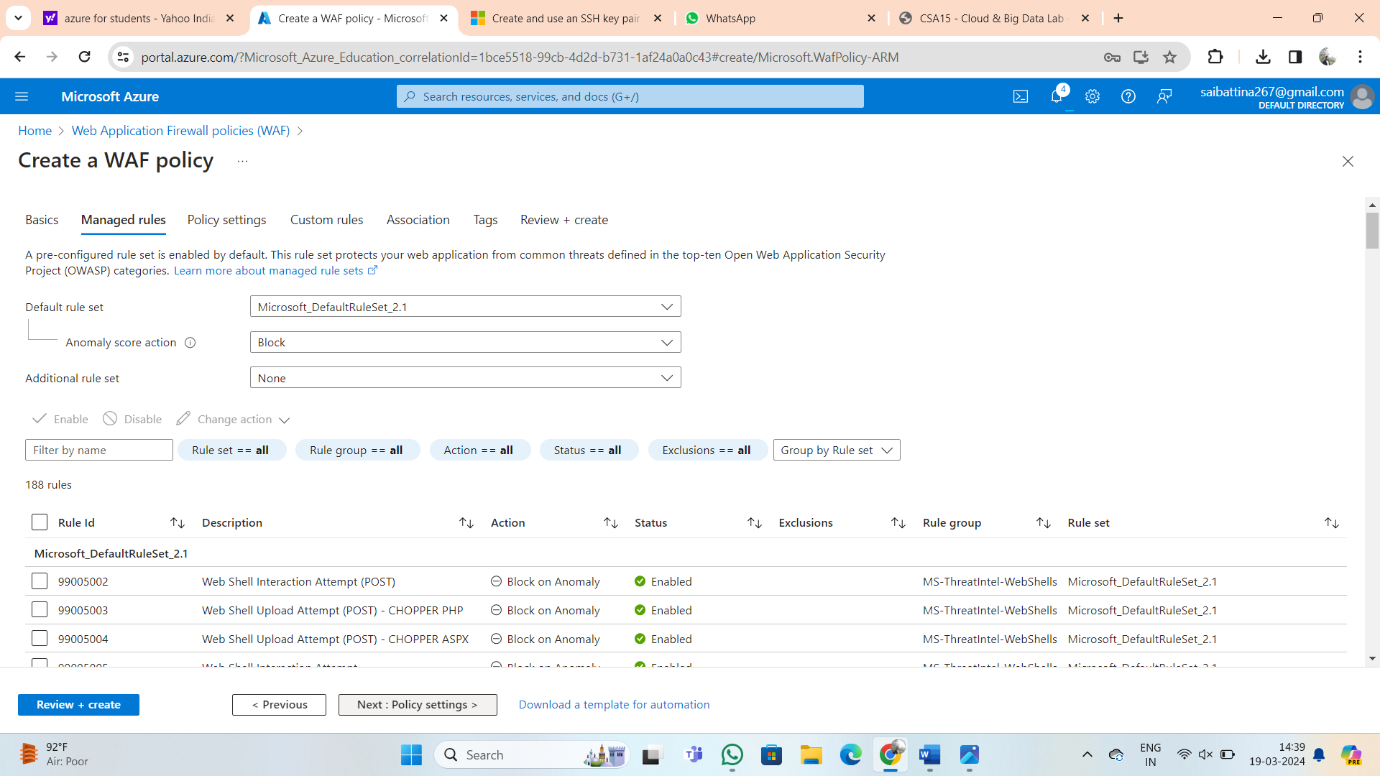 azure for students - Yahoo Indi
Create a WAF policy - Microsoft
Create and use an SSH key pair
WhatsApp
CSA15 - Cloud & Big Data Lab
portal.azure.com/?Microsoft_Azure_Education_correlationId=1bce5518-99cb-4d2d-b731-1af24a0a0c43#create/Microsoft.WafPolicy-ARM
Microsoft Azure
Search resources, services, and docs (G+/)
4
saibattina267@gmail.com
DEFAULT DIRECTORY
Home > Web Application Firewall policies (WAF) >
Create a WAF policy ...
Basics Managed rules Policy settings Custom rules Association Tags Review + create
A pre-configured rule set is enabled by default. This rule set protects your web application from common threats defined in the top-ten Open Web Application Security
Project (OWASP) categories. Learn more about managed rule sets
Default rule set Microsoft_DefaultRuleSet_2.1
Anomaly score action Block
Additional rule set None
Enable Disable Change action
Filter by name Rule set == all Rule group == all Action == all Status == all Exclusions == all Group by Rule set
188 rules
Rule Id Description Action Status Exclusions Rule group Rule set
Microsoft_DefaultRuleSet_2.1
99005002 Web Shell Interaction Attempt (POST) Block on Anomaly Enabled MS-ThreatIntel-WebShells Microsoft_DefaultRuleSet_2.1
99005003 Web Shell Upload Attempt (POST) - CHOPPER PHP Block on Anomaly Enabled MS-ThreatIntel-WebShells Microsoft_DefaultRuleSet_2.1
99005004 Web Shell Upload Attempt (POST) - CHOPPER ASPX Block on Anomaly Enabled MS-ThreatIntel-WebShells Microsoft_DefaultRuleSet_2.1
Review + create < Previous Next : Policy settings > Download a template for automation
92°F
Air: Poor
Search
ENG
IN
14:39
19-03-2024
PRE